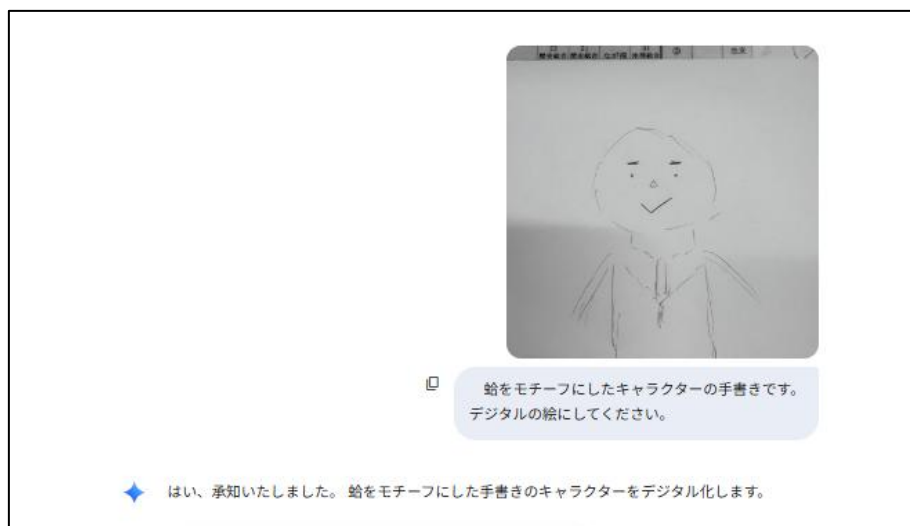 蛤をモチーフにしたキャラクターの手書きです。
デジタルの絵にしてください。
はい、承知いたしました。 蛤をモチーフにした手書きのキャラクターをデジタル化します。